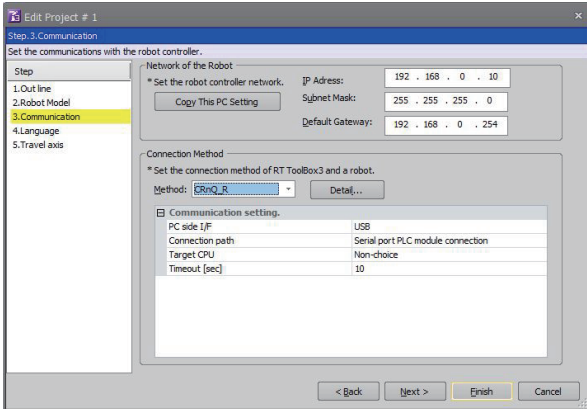 Edit Project # 1
Step. 3.Communication
Set the communications with the robot controller.
Step
1.Out line
2.Robot Model
3.Communication
4.Language
5.Travel axis
Network of the Robot
* Set the robot controller network.
Copy This PC Setting
IP Adress: 192 . 168 . 0 . 10
Subnet Mask: 255 . 255 . 255 . 0
Default Gateway: 192 . 168 . 0 . 254
Connection Method
* Set the connection method of RT ToolBox3 and a robot.
Method: CRnQ_R Detail...
Communication setting.
PC side I/F USB
Connection path Serial port PLC module connection
Target CPU Non-choice
Timeout [sec] 10
< Back Next > Finish Cancel